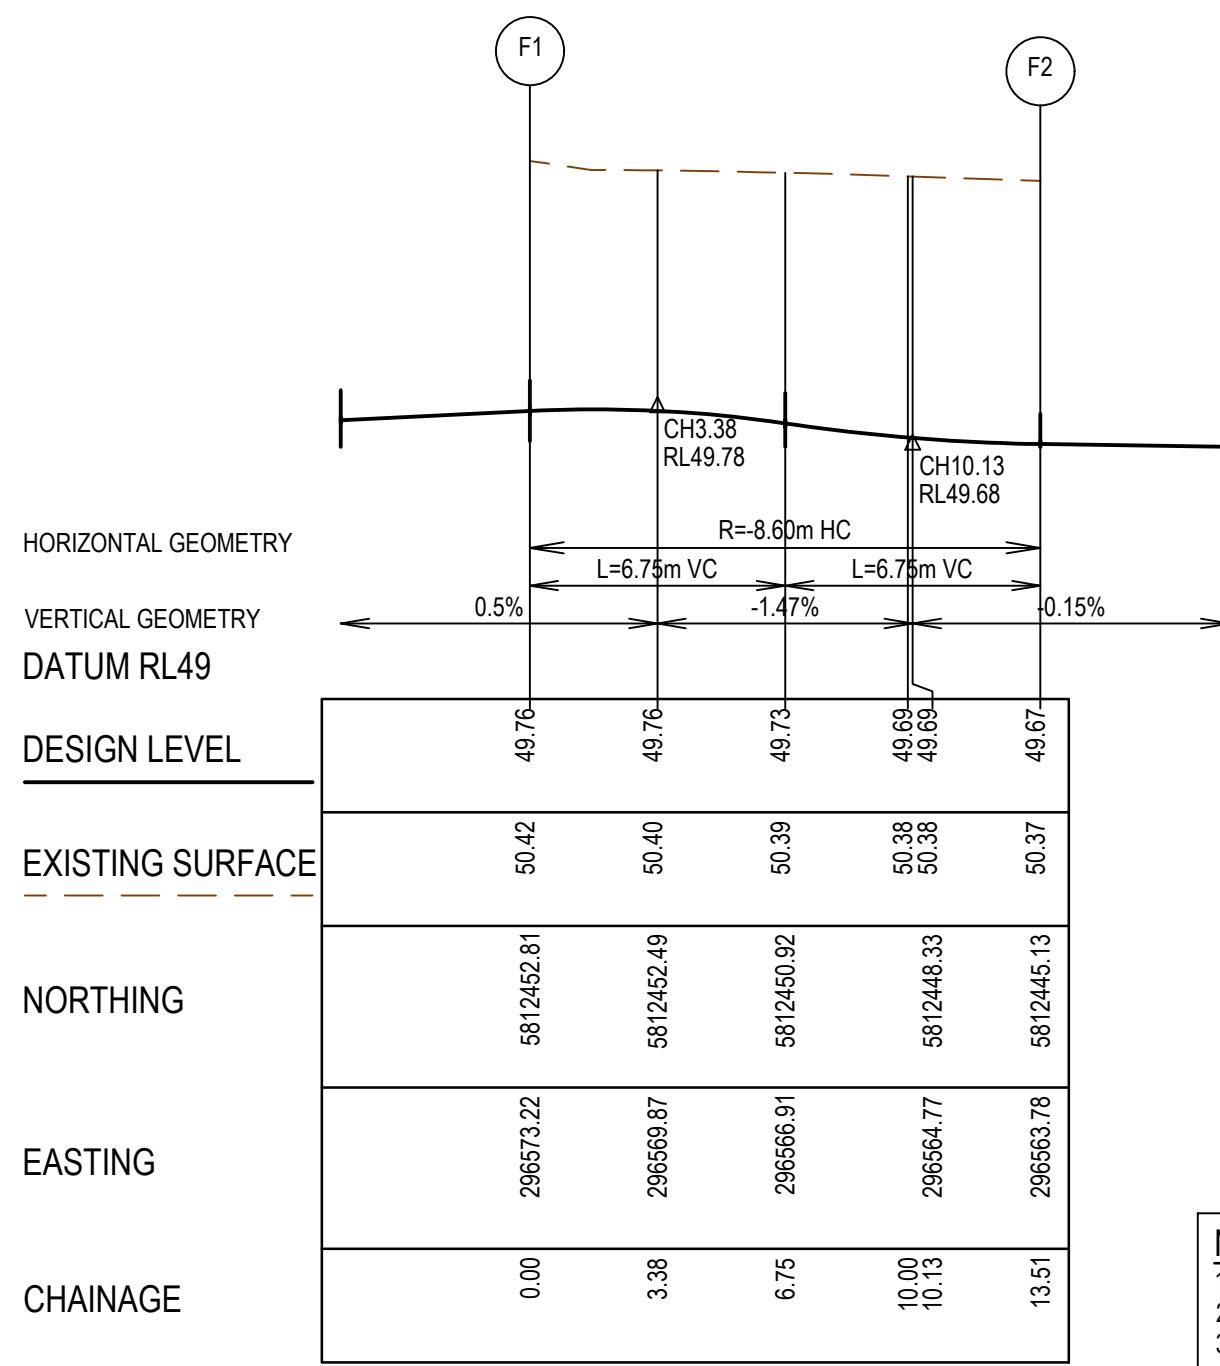 F1
F2
CH3.38
RL49.78
CH10.13
RL49.68
HORIZONTAL GEOMETRY
R=-8.60m HC
L=6.75m VC L=6.75m VC
VERTICAL GEOMETRY
0.5% -1.47% -0.15%
DATUM RL49
DESIGN LEVEL 49.76 49.76 49.73 49.69 49.69 49.67
EXISTING SURFACE 50.42 50.40 50.39 50.38 50.38 50.37
NORTHING 5812452.81 5812452.49 5812450.92 5812448.33 5812445.13
EASTING 296573.22 296569.87 296566.91 296564.77 296563.78
CHAINAGE 0.00 3.38 6.75 10.00 10.13 13.51